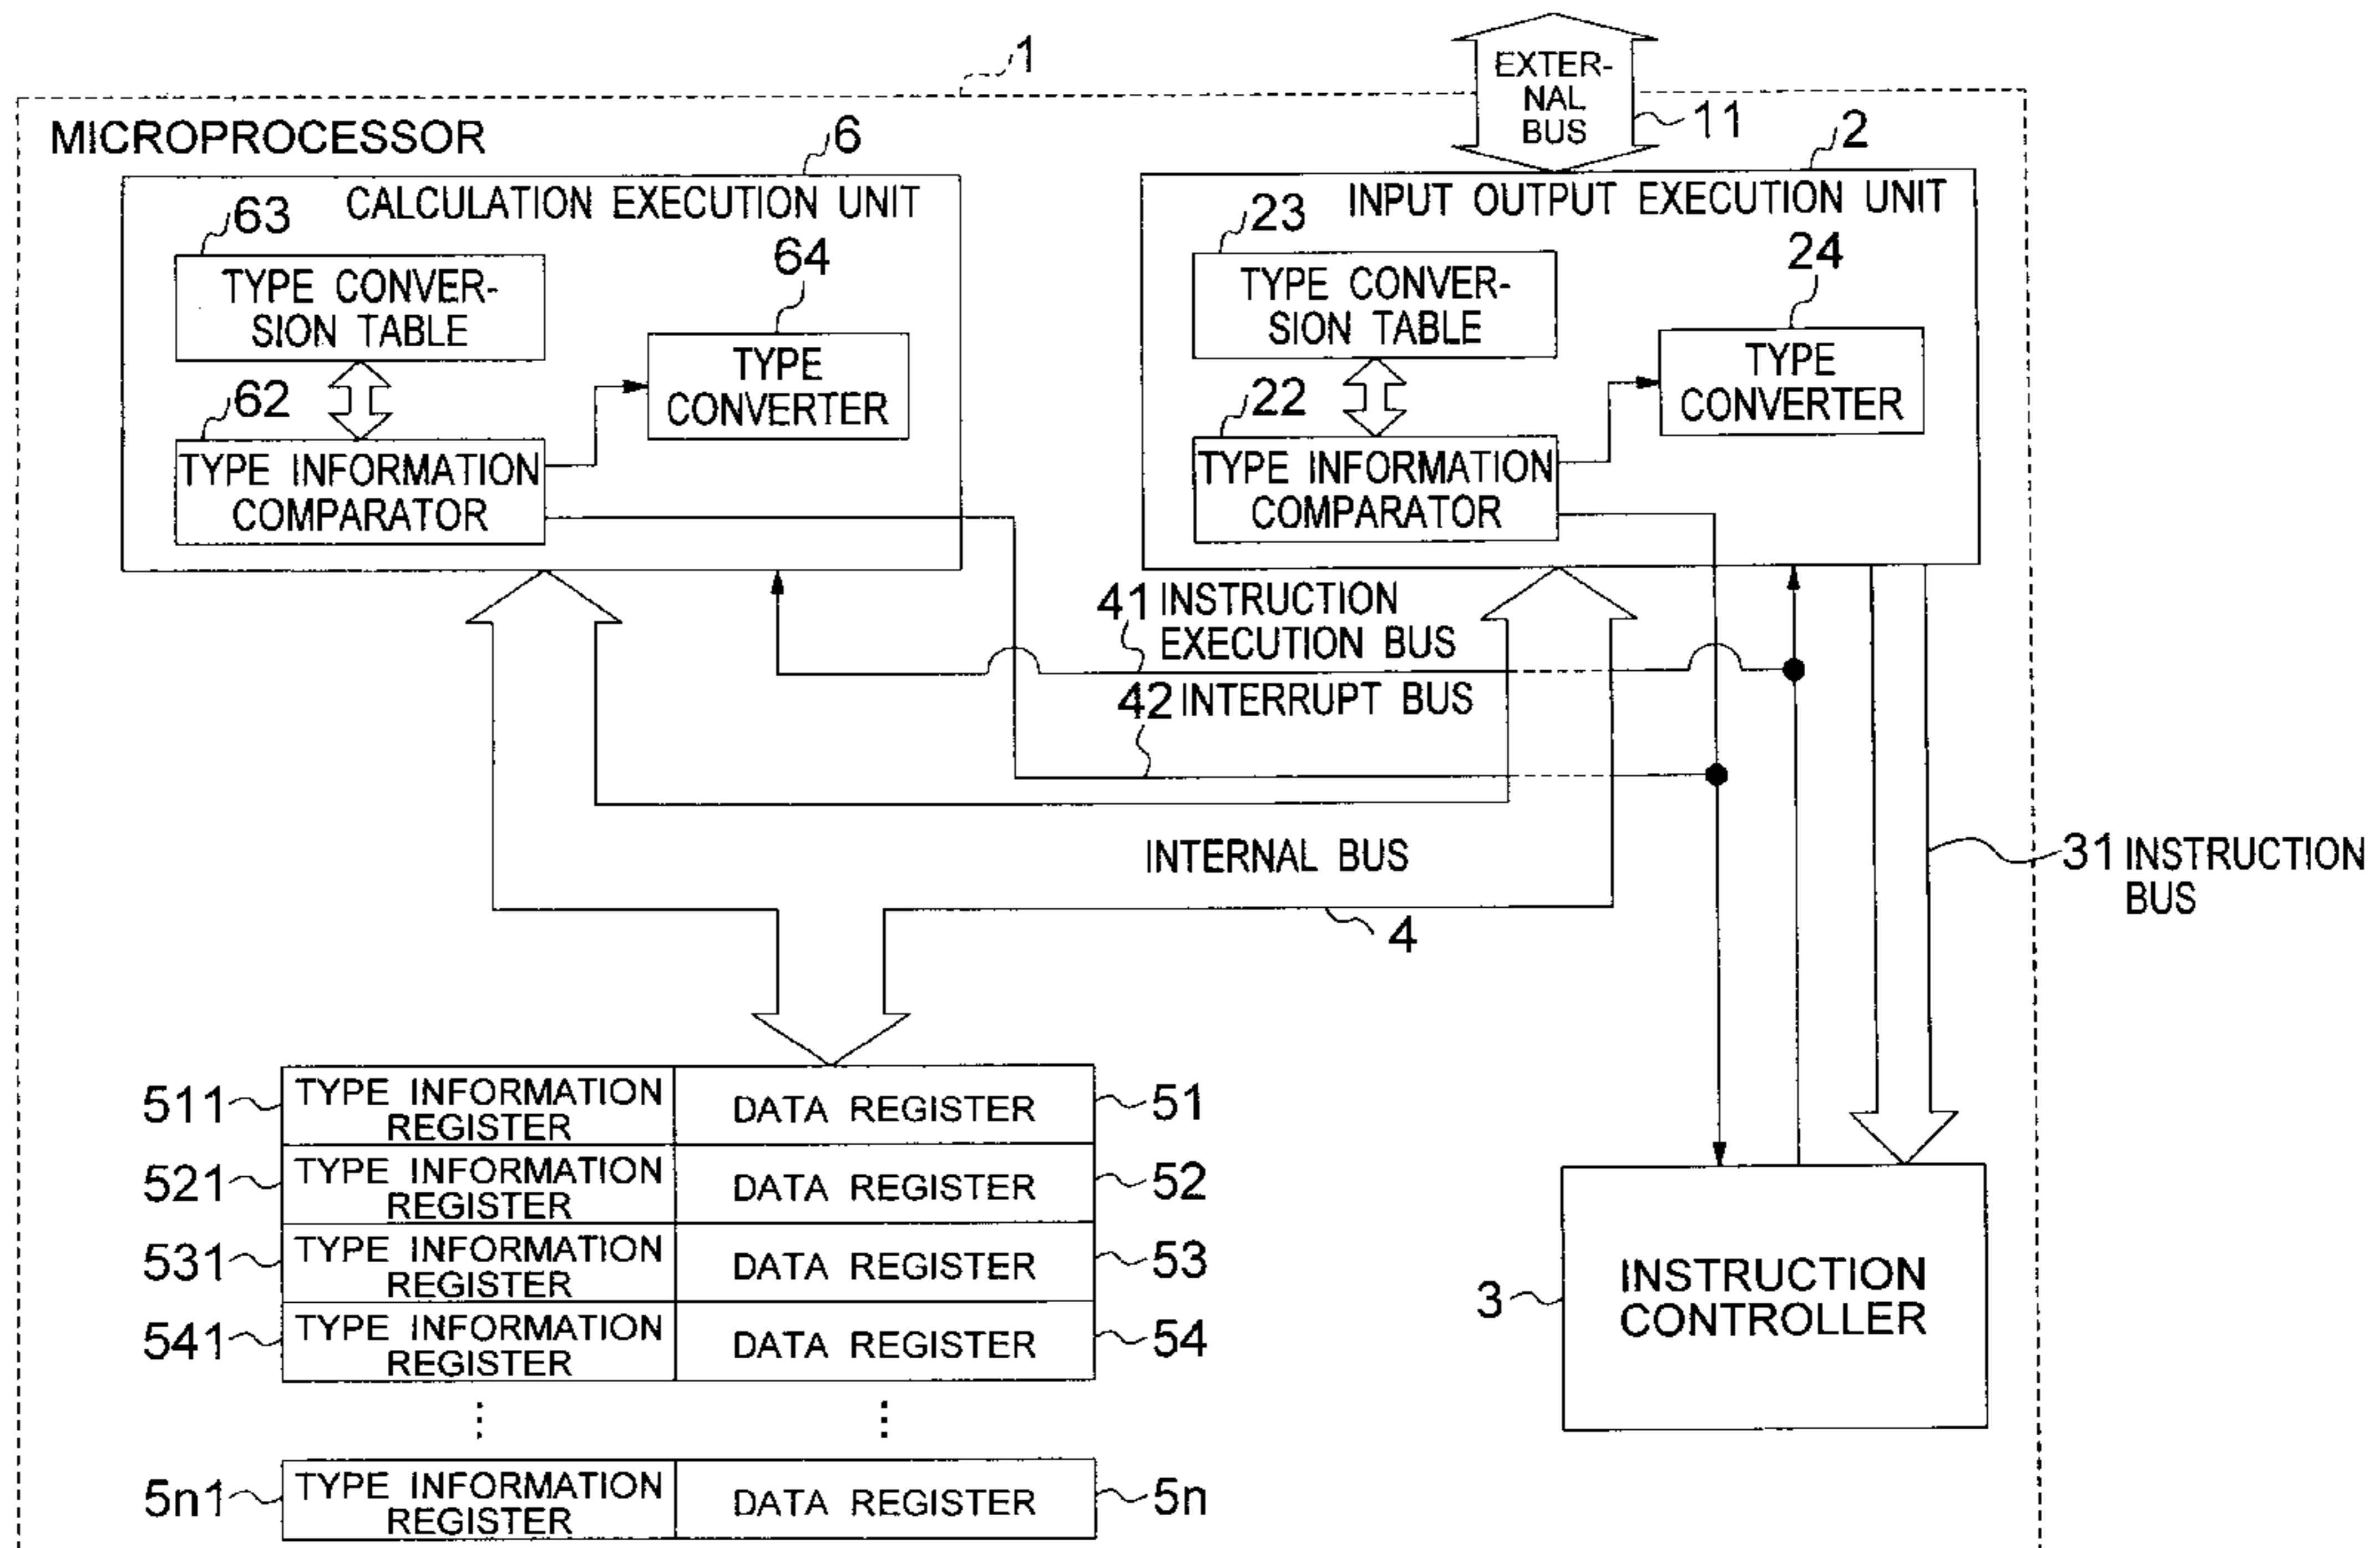 1
EXTER-
NAL
BUS
11
MICROPROCESSOR
6
CALCULATION EXECUTION UNIT
63
TYPE CONVER-
SION TABLE
64
TYPE
CONVERTER
62
TYPE INFORMATION
COMPARATOR
2
INPUT OUTPUT EXECUTION UNIT
23
TYPE CONVER-
SION TABLE
24
TYPE
CONVERTER
22
TYPE INFORMATION
COMPARATOR
41 INSTRUCTION
EXECUTION BUS
42 INTERRUPT BUS
INTERNAL BUS
4
31 INSTRUCTION
BUS
511 TYPE INFORMATION
REGISTER
DATA REGISTER 51
521 TYPE INFORMATION
REGISTER
DATA REGISTER 52
531 TYPE INFORMATION
REGISTER
DATA REGISTER 53
541 TYPE INFORMATION
REGISTER
DATA REGISTER 54
5n1 TYPE INFORMATION
REGISTER
DATA REGISTER 5n
3
INSTRUCTION
CONTROLLER